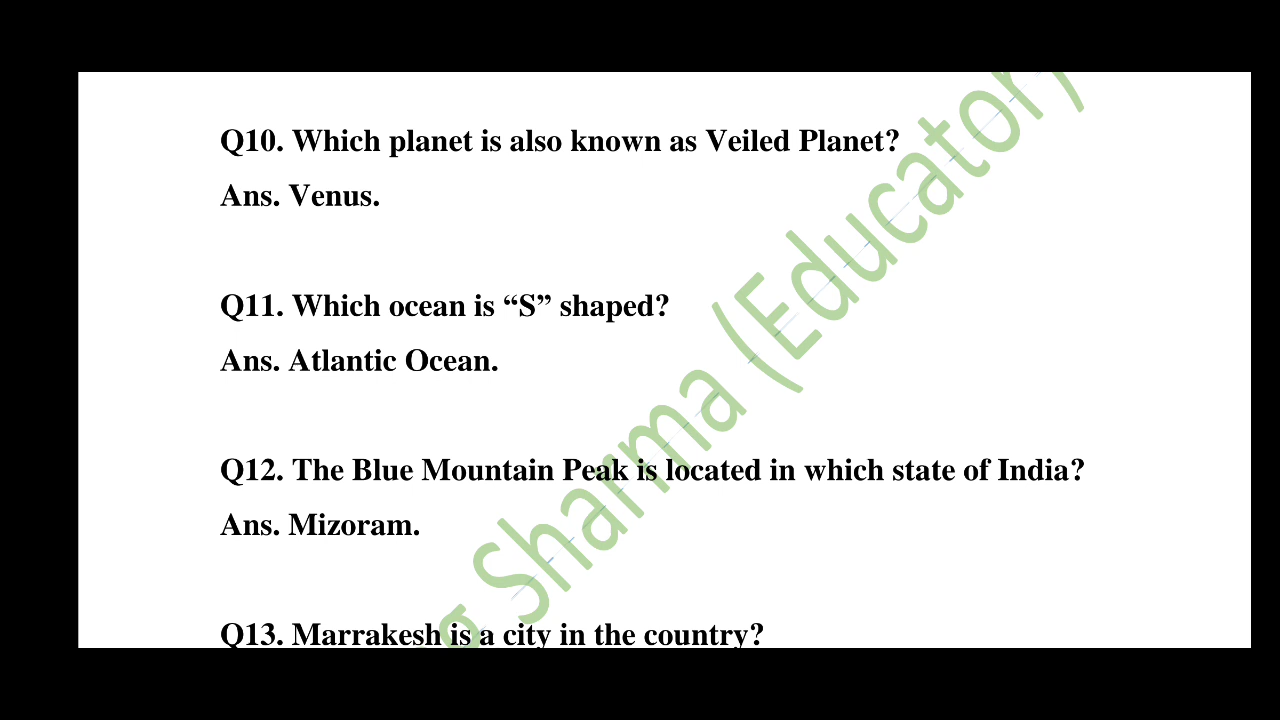 Q10. Which planet is also known as Veiled Planet?
Ans. Venus.
Q11. Which ocean is “S” shaped?
Ans. Atlantic Ocean.
Q12. The Blue Mountain Peak is located in which state of India?
Ans. Mizoram.
Q13. Marrakesh is a city in the country?
Sharma (Educator)